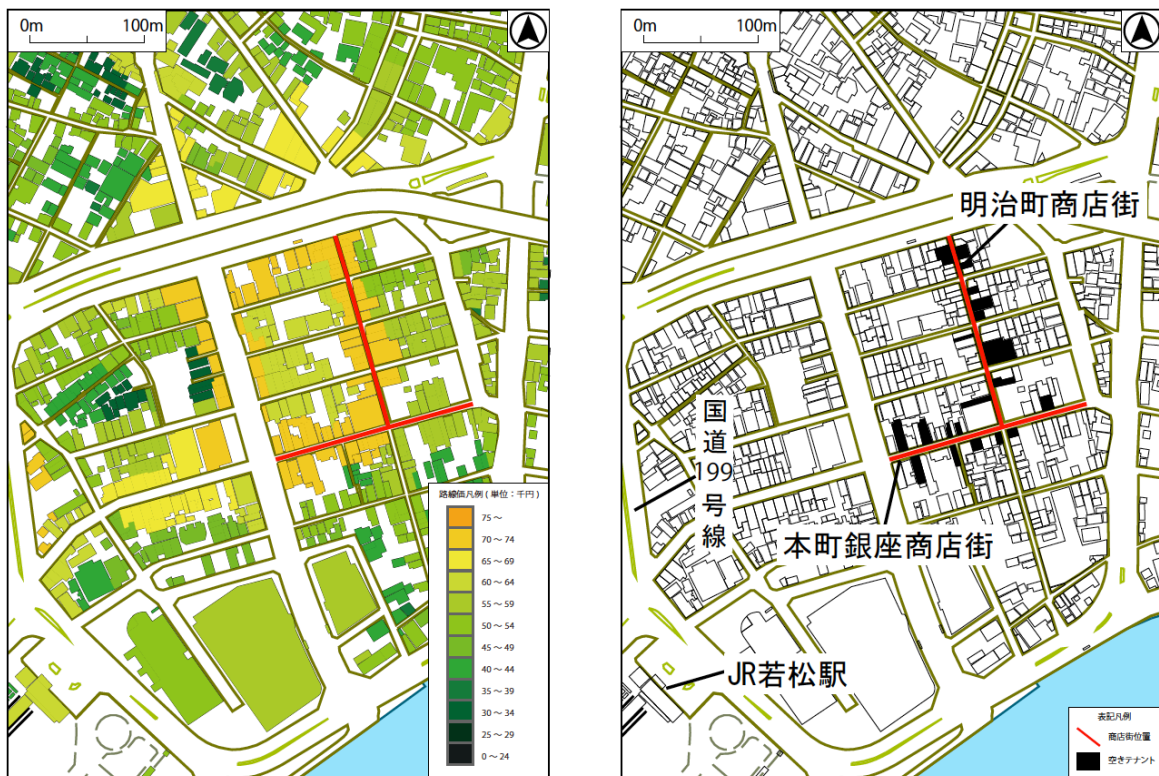 0m 100m
路線価凡例(単位:千円)
75~
70~74
65~69
60~64
55~59
50~54
45~49
40~44
35~39
30~34
25~29
0~24
0m 100m
明治町商店街
国道199号線
本町銀座商店街
JR若松駅
表記凡例
商店街位置
空きテナント